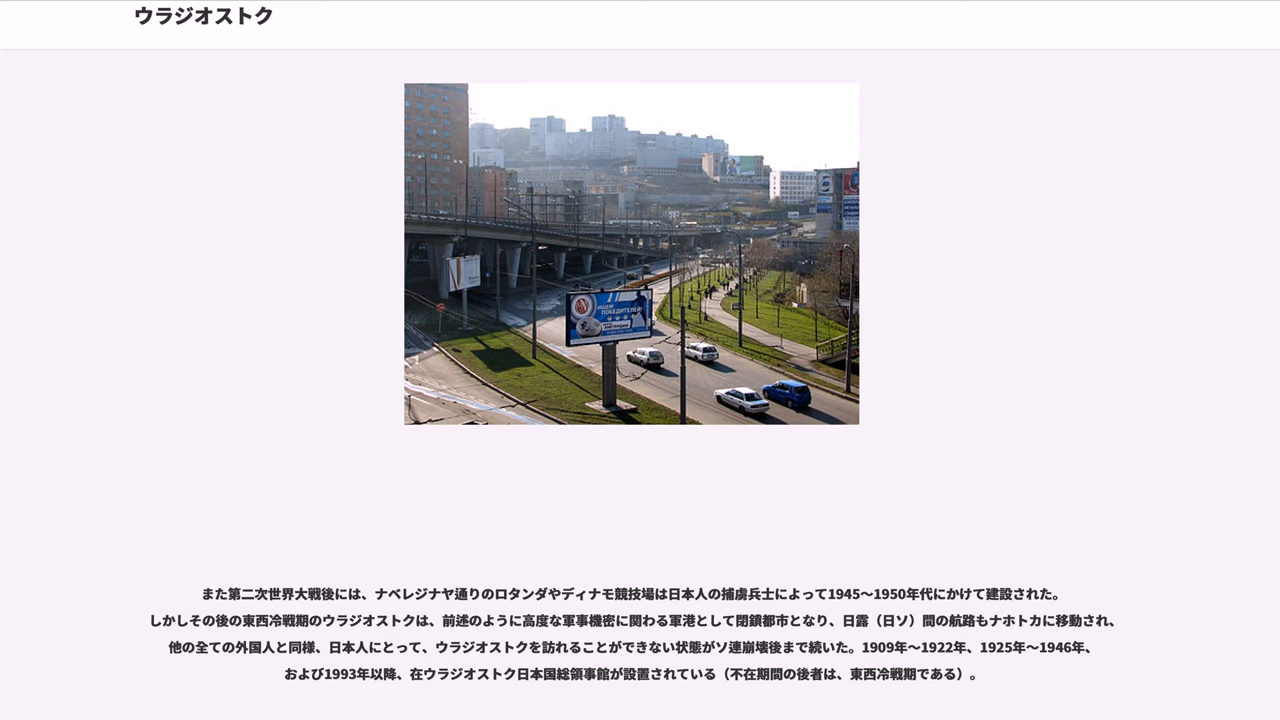 ウラジオストク
ИЩЕМ
ПОБЕДИТЕЛЕЙ!
また第二次世界大戦後には、ナベレジナヤ通りのロタンダやディナモ競技場は日本人の捕虜兵士によって1945〜1950年代にかけて建設された。
しかしその後の東西冷戦期のウラジオストクは、前述のように高度な軍事機密に関わる軍港として閉鎖都市となり、日露（日ソ）間の航路もナホトカに移動され、
他の全ての外国人と同様、日本人にとって、ウラジオストクを訪れることができない状態がソ連崩壊後まで続いた。1909年〜1922年、1925年〜1946年、
および1993年以降、在ウラジオストク日本国総領事館が設置されている（不在期間の後者は、東西冷戦期である）。